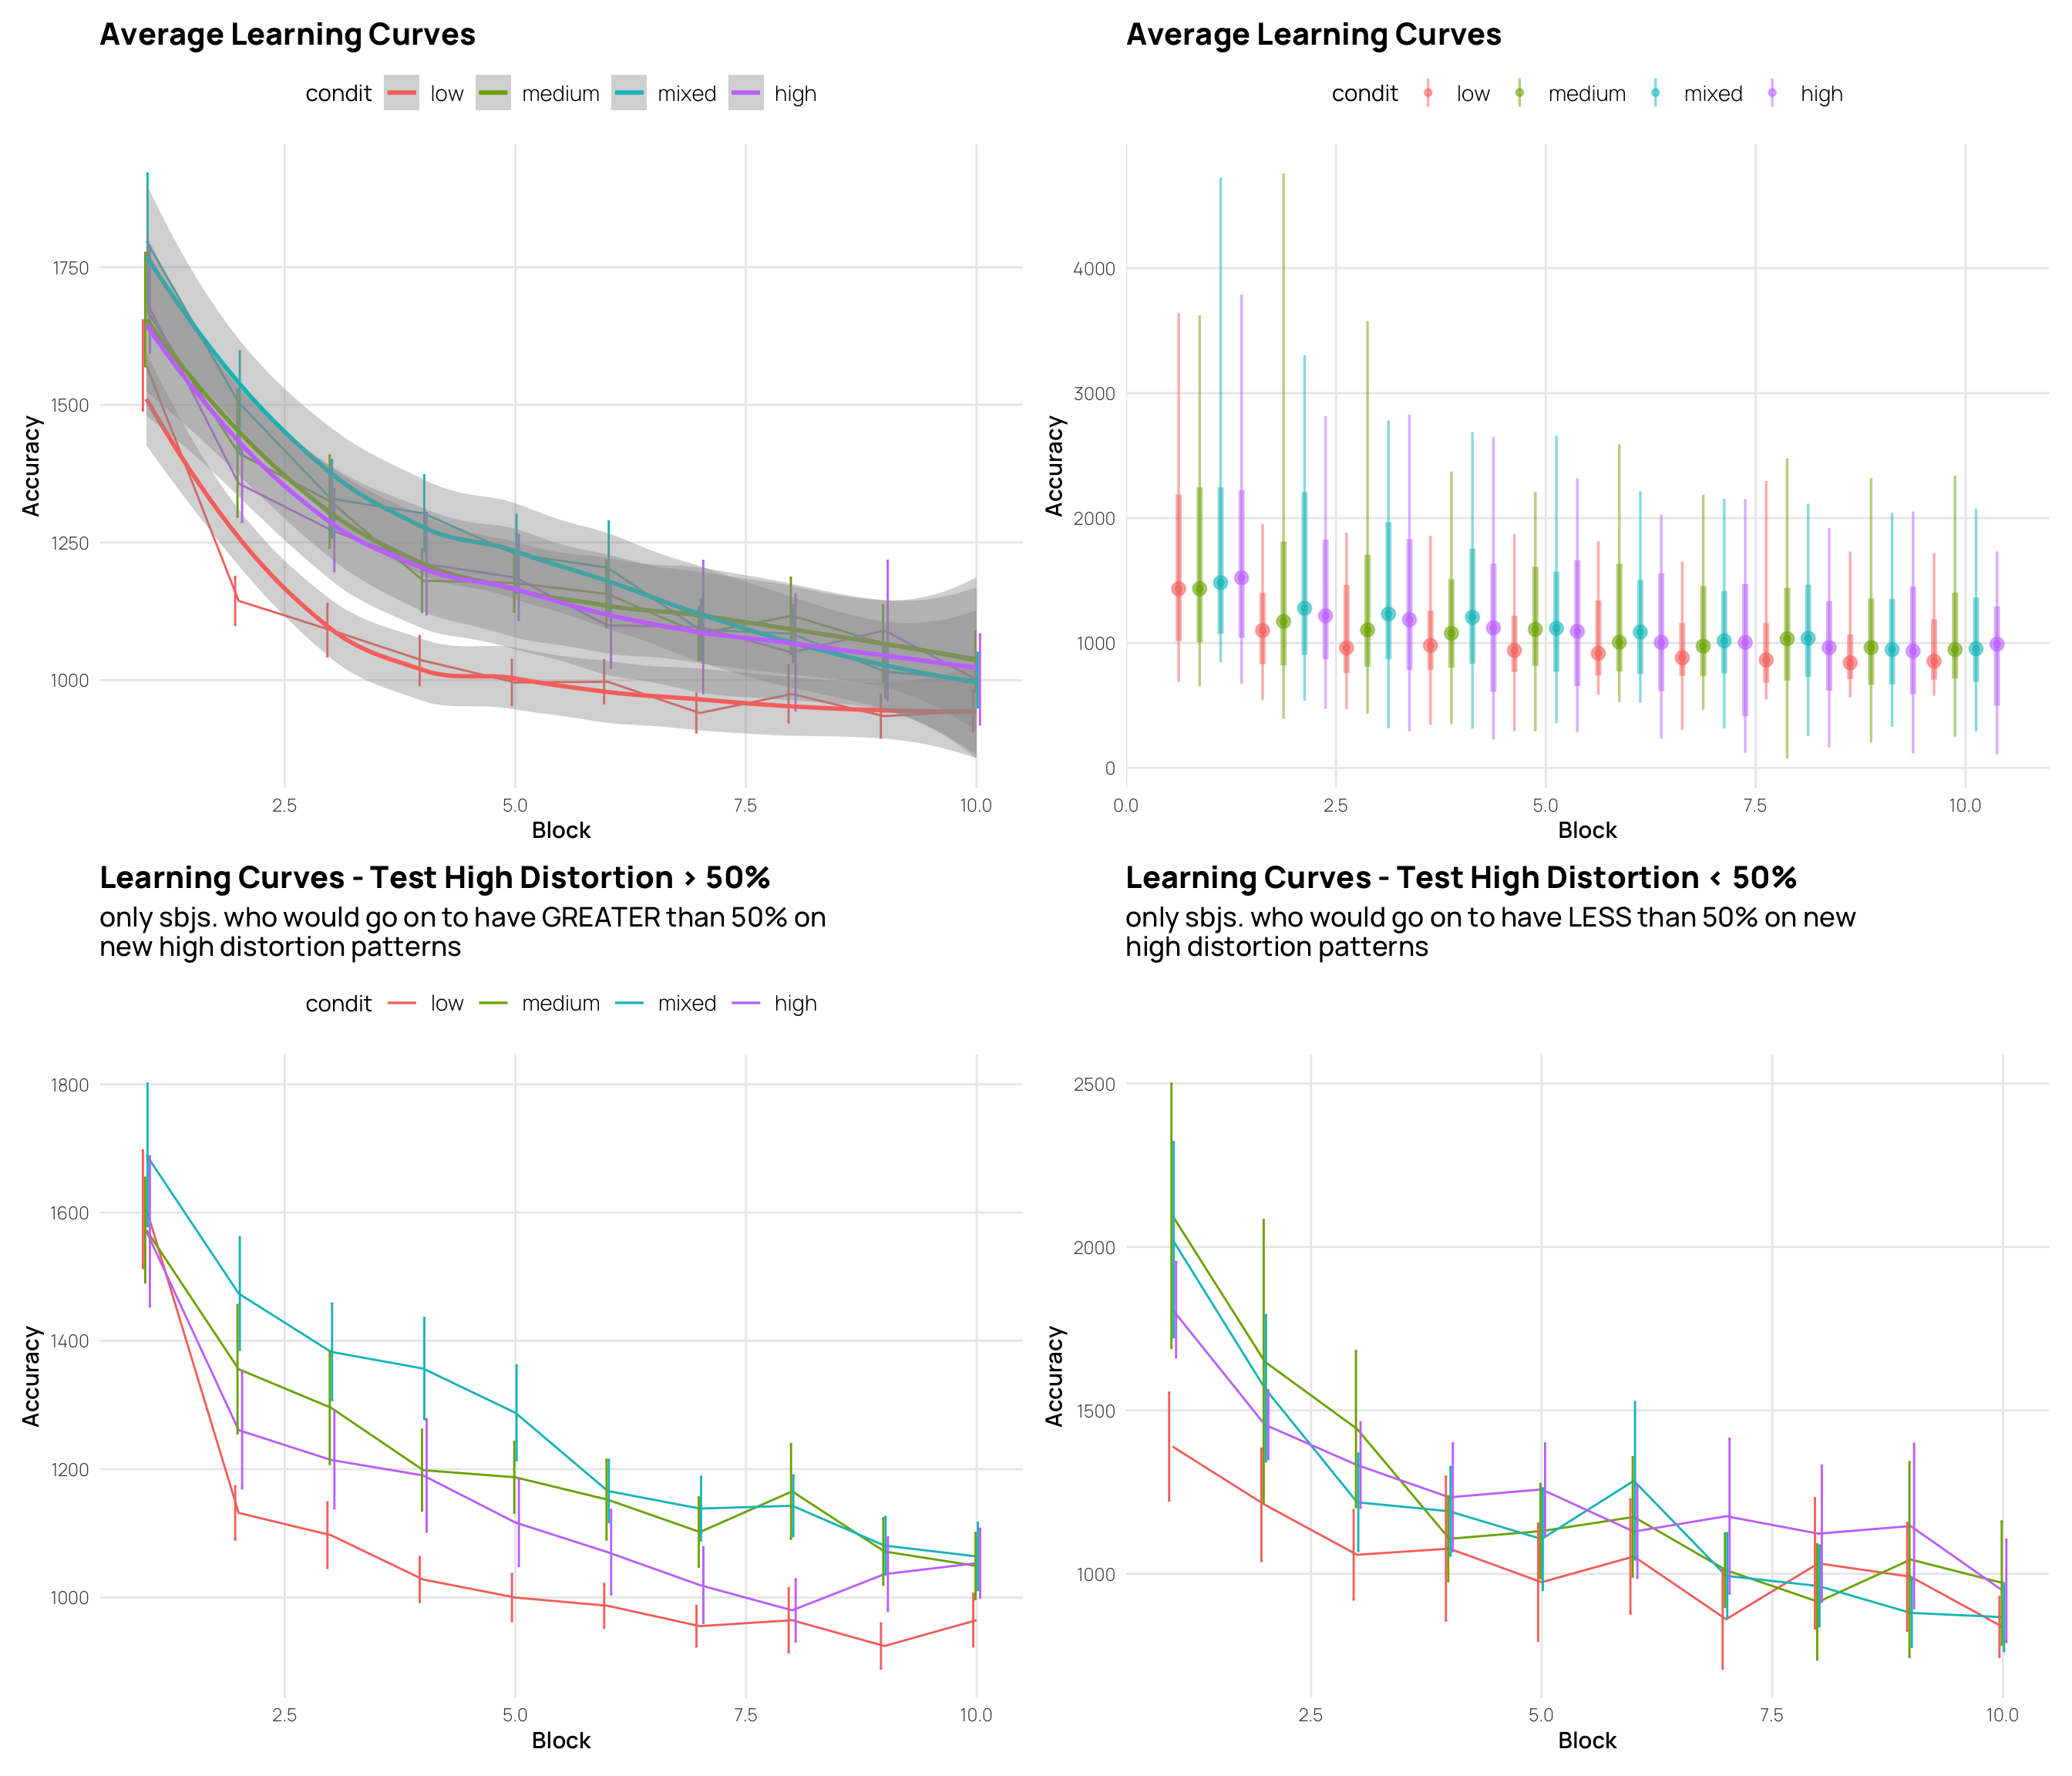 Average Learning Curves
condit low medium mixed high
1750
1500
1250
1000
Accuracy
2.5 5.0 7.5 10.0
Block
Average Learning Curves
condit low medium mixed high
4000
3000
2000
1000
0
Accuracy
0.0 2.5 5.0 7.5 10.0
Block
Learning Curves - Test High Distortion > 50%
only sbjs. who would go on to have GREATER than 50% on
new high distortion patterns
condit low medium mixed high
1800
1600
1400
1200
1000
Accuracy
2.5 5.0 7.5 10.0
Block
Learning Curves - Test High Distortion < 50%
only sbjs. who would go on to have LESS than 50% on new
high distortion patterns
2500
2000
1500
1000
Accuracy
2.5 5.0 7.5 10.0
Block